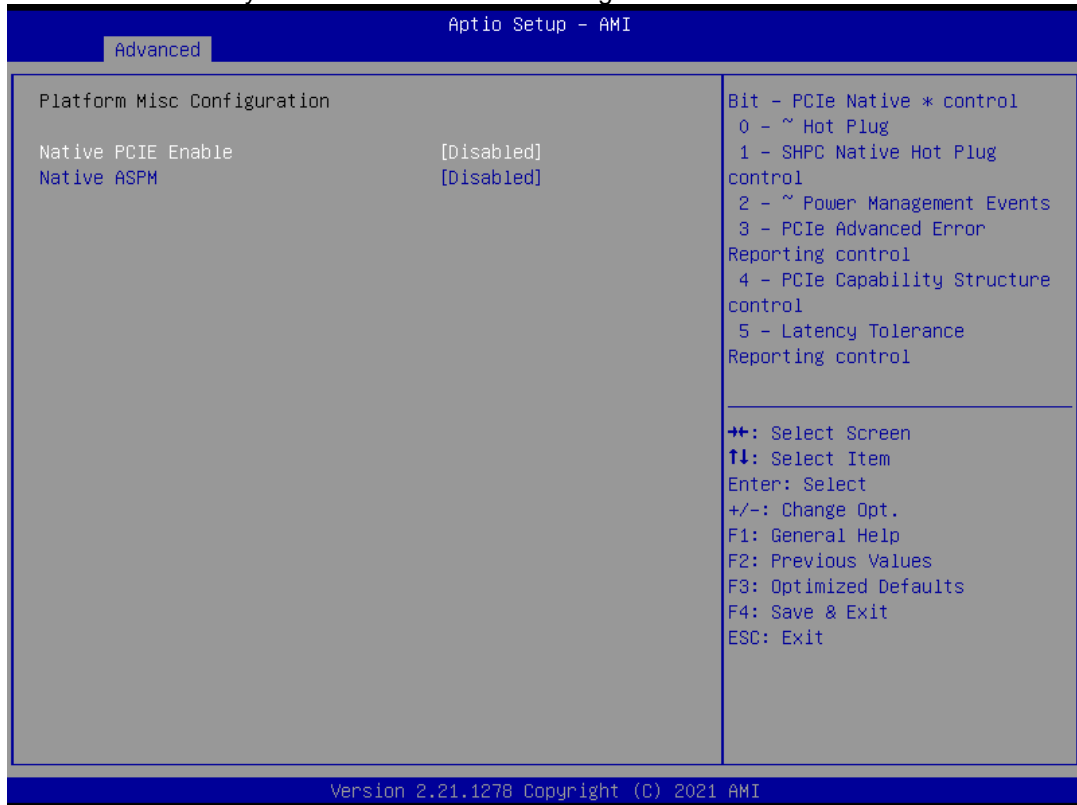 Aptio Setup – AMI
Advanced
Platform Misc Configuration
Native PCIE Enable [Disabled]
Native ASPM [Disabled]
Bit – PCIe Native * control
0 – ~ Hot Plug
1 – SHPC Native Hot Plug
control
2 – ~ Power Management Events
3 – PCIe Advanced Error
Reporting control
4 – PCIe Capability Structure
control
5 – Latency Tolerance
Reporting control
→←: Select Screen
↑↓: Select Item
Enter: Select
+/-: Change Opt.
F1: General Help
F2: Previous Values
F3: Optimized Defaults
F4: Save & Exit
ESC: Exit
Version 2.21.1278 Copyright (C) 2021 AMI